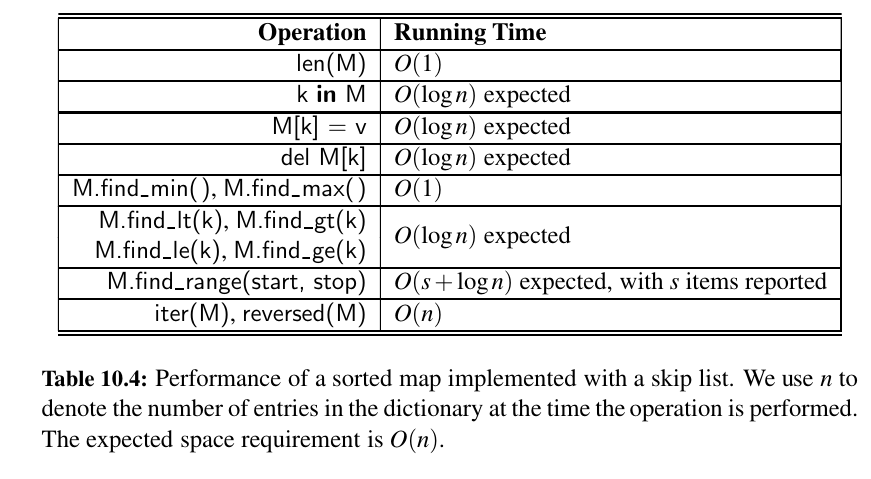 Operation Running Time
len(M) O(1)
k in M O(log n) expected
M[k] = v O(log n) expected
del M[k] O(log n) expected
M.find_min(), M.find_max() O(1)
M.find_lt(k), M.find_gt(k)
M.find_le(k), M.find_ge(k) O(log n) expected
M.find_range(start, stop) O(s + log n) expected, with s items reported
iter(M), reversed(M) O(n)
Table 10.4: Performance of a sorted map implemented with a skip list. We use n to
denote the number of entries in the dictionary at the time the operation is performed.
The expected space requirement is O(n).